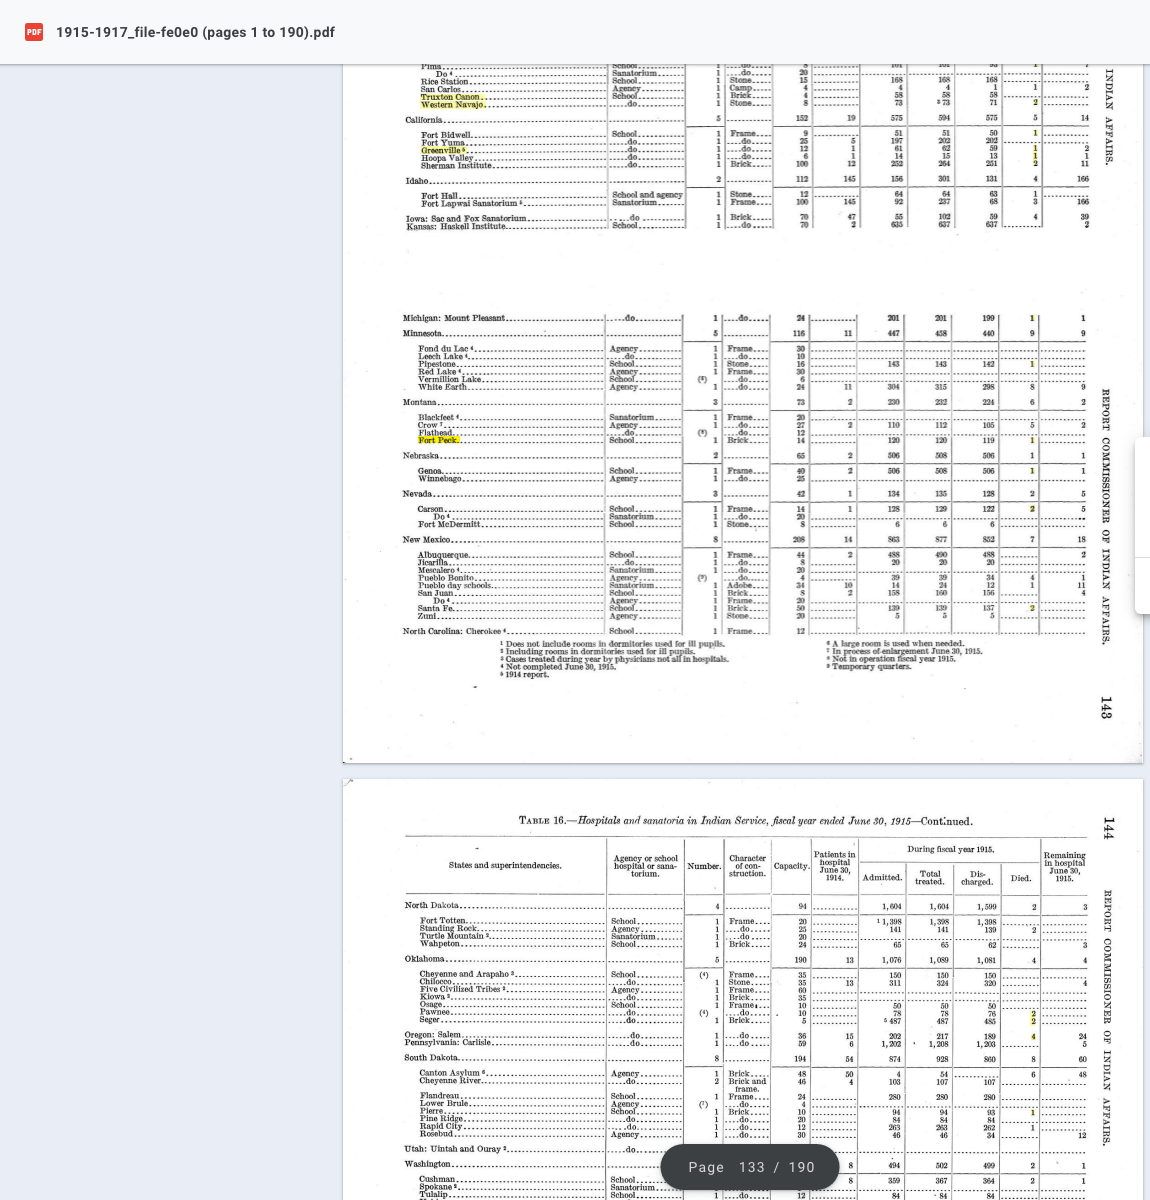 1915-1917_file-fe0e0 (pages 1 to 190).pdf
Do ⁴ Sanatorium 1 do 20
Rice Station School 1 Stone 15 168 168 168
San Carlos Agency 1 Camp 4 4 4 1 1 2
Truxton Canon School 1 Brick 4 58 58 58
Western Navajo do 1 Stone 8 73 ² 73 71 2
California 5 152 19 575 594 575 5 14
Fort Bidwell School 1 Frame 9 51 51 50 1
Fort Yuma do 1 do 25 5 197 202 202
Greenville ⁵ do 1 do 12 1 61 62 59 1 2
Hoopa Valley do 1 do 6 1 14 15 13 1 1
Sherman Institute do 1 Brick 100 12 252 264 251 2 11
Idaho 2 112 145 156 301 131 4 166
Fort Hall School and agency 1 Stone 12 64 64 63 1
Fort Lapwai Sanatorium ⁵ Sanatorium 1 Frame 100 145 92 237 68 3 166
Iowa: Sac and Fox Sanatorium do 1 Brick 70 47 55 102 59 4 39
Kansas: Haskell Institute School 1 do 70 2 635 637 637 2
INDIAN AFFAIRS.
Michigan: Mount Pleasant do 1 do 24 201 201 199 1 1
Minnesota 5 116 11 447 458 440 9 9
Fond du Lac ⁴ Agency 1 Frame 30
Leech Lake ⁴ do 1 do 10
Pipestone School 1 Stone 16 143 143 142 1
Red Lake ⁴ Agency 1 Frame 30
Vermillion Lake School (⁶) do 6
White Earth Agency 1 do 24 11 304 315 298 8 9
Montana 3 73 2 230 232 224 6 2
Blackfeet ⁴ Sanatorium 1 Frame 20
Crow ⁷ Agency 1 do 27 2 110 112 105 5 2
Flathead do (⁸) do 12
Fort Peck School 1 Brick 14 120 120 119 1
Nebraska 2 65 2 506 508 506 1 1
Genoa School 1 Frame 40 2 506 508 506 1 1
Winnebago Agency 1 do 25
Nevada 3 42 1 134 135 128 2 5
Carson School 1 Frame 14 1 128 129 122 2 5
Do ⁴ Sanatorium 1 do 20
Fort McDermitt School 1 Stone 8 6 6 6
New Mexico 8 208 14 863 877 852 7 18
Albuquerque School 1 Frame 44 2 488 490 488 2
Jicarilla do 1 do 8 20 20 20
Mescalero ⁴ Sanatorium 1 do 20
Pueblo Bonito Agency (⁹) do 4 39 39 34 4 1
Pueblo day schools Sanatorium 1 Adobe 34 10 14 24 12 1 11
San Juan School 1 Brick 8 2 158 160 156 4
Do ⁴ Agency 1 Frame 20
Santa Fe School 1 Brick 50 139 139 137 2
Zuni Agency 1 Stone 20 5 5 5
North Carolina: Cherokee ⁴ School 1 Frame 12
¹ Does not include rooms in dormitories used for ill pupils.
² Including rooms in dormitories used for ill pupils.
³ Cases treated during year by physicians not all in hospitals.
⁴ Not completed June 30, 1915.
⁵ 1914 report.
⁶ A large room is used when needed.
⁷ In process of enlargement June 30, 1915.
⁸ Not in operation fiscal year 1915.
⁹ Temporary quarters.
REPORT COMMISSIONER OF INDIAN AFFAIRS.
143
TABLE 16.—Hospitals and sanatoria in Indian Service, fiscal year ended June 30, 1915—Continued.
144
States and superintendencies. Agency or school hospital or sanatorium. Number. Character of construction. Capacity. Patients in hospital June 30, 1914. During fiscal year 1915. Admitted. Total treated. Discharged. Died. Remaining in hospital June 30, 1915.
North Dakota 4 94 1,604 1,604 1,599 2 3
Fort Totten School 1 Frame 20 ¹ 1,398 1,398 1,398
Standing Rock Agency 1 do 25 141 141 139 2
Turtle Mountain ² Sanatorium 1 do 20
Wahpeton School 1 Brick 24 65 65 62 3
Oklahoma 5 190 13 1,076 1,089 1,081 4 4
Cheyenne and Arapaho ³ School (⁴) Frame 35 150 150 150
Chilocco do 1 Stone 35 13 311 324 320 4
Five Civilized Tribes ² Agency 1 Frame 60
Kiowa ² do 1 Brick 35
Osage School 1 Frame 10 50 50 50
Pawnee do (⁴) do 10 78 78 76 2
Seger do 1 Brick 5 ⁵ 487 487 485 2
Oregon: Salem do 1 do 36 15 202 217 189 4 24
Pennsylvania: Carlisle do 1 do 59 6 1,202 1,208 1,203 5
South Dakota 8 194 54 874 928 860 8 60
Canton Asylum ⁶ Agency 1 Brick 48 50 4 54 6 48
Cheyenne River do 2 Brick and frame. 46 4 103 107 107
Flandreau School 1 Frame 24 280 280 280
Lower Brule Agency (⁷) do 4
Pierre School 1 Brick 10 94 94 93 1
Pine Ridge do 1 do 20 84 84 84
Rapid City do 1 do 12 263 263 262 1
Rosebud Agency 1 do 30 46 46 34 12
Utah: Uintah and Ouray ² do
Washington 8 494 502 499 2 1
Cushman School 8 359 367 364 2 1
Spokane ² Sanatorium
Tulalip School 1 do 12 84 84 84
REPORT COMMISSIONER OF INDIAN AFFAIRS.
Page 133 / 190